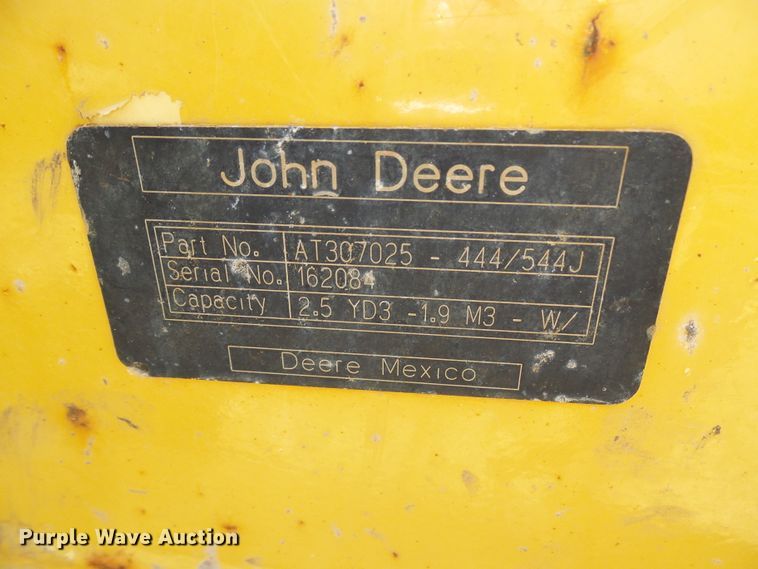 John Deere
Part No. AT307025 - 444/544J
Serial No. 162084
Capacity 2.5 YD3 -1.9 M3 - W/
Deere Mexico
Purple Wave Auction